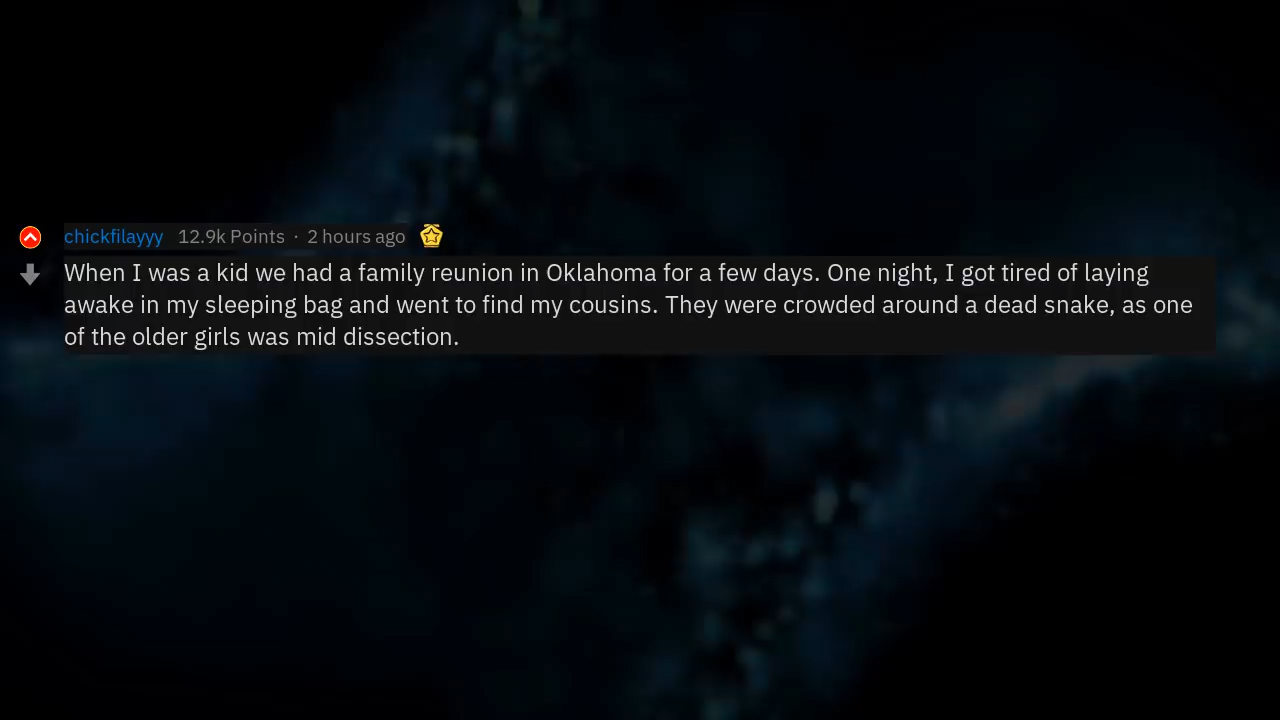 chickfilayyy 12.9k Points · 2 hours ago
When I was a kid we had a family reunion in Oklahoma for a few days. One night, I got tired of laying
awake in my sleeping bag and went to find my cousins. They were crowded around a dead snake, as one
of the older girls was mid dissection.